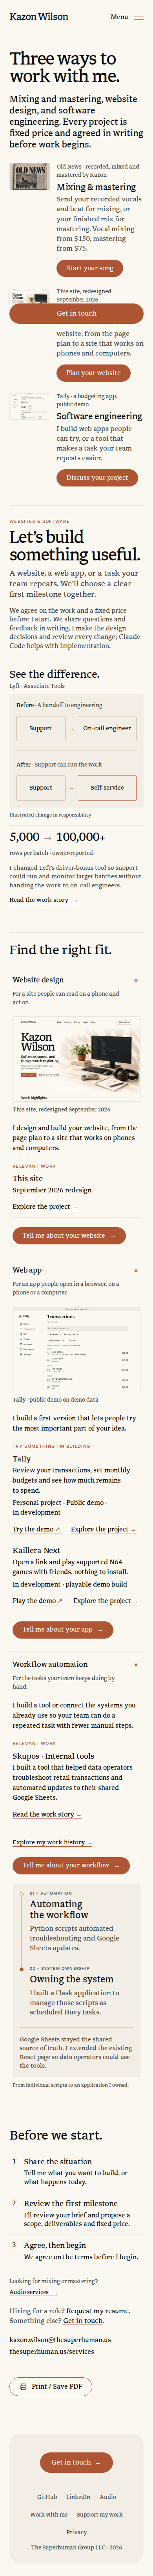 Kazon Wilson
Menu
Three ways to
work with me.
Mixing and mastering, website
design, and software
engineering. Every project is
fixed price and agreed in writing
before work begins.
OLD NEWS
Old News · recorded, mixed and
mastered by Kazon
Mixing & mastering
Send your recorded vocals
and beat for mixing, or
your finished mix for
mastering. Vocal mixing
from $150, mastering
from $75.
Start your song
This site, redesigned
September 2026
Get in touch
website, from the page
plan to a site that works on
phones and computers.
Plan your website
Tally · a budgeting app,
public demo
Software engineering
I build web apps people
can try, or a tool that
makes a task your team
repeats easier.
Discuss your project
WEBSITES & SOFTWARE
Let's build
something useful.
A website, a web app, or a task your
team repeats. We'll choose a clear
first milestone together.
We agree on the work and a fixed price
before I start. We share questions and
feedback in writing. I make the design
decisions and review every change; Claude
Code helps with implementation.
See the difference.
Lyft · Associate Tools
Before · A handoff to engineering
Support
→
On-call engineer
After · Support can run the work
Support
→
Self-service
Illustrated change in responsibility
5,000 → 100,000+
rows per batch · owner-reported
I changed Lyft's driver-bonus tool so support
could run and monitor larger batches without
handing the work to on-call engineers.
Read the work story →
Find the right fit.
Website design
×
For a site people can read on a phone and
act on.
Kazon Wilson
Kazon
Wilson
Work highlights
This site, redesigned September 2026
I design and build your website, from the
page plan to a site that works on phones
and computers.
RELEVANT WORK
This site
September 2026 redesign
Explore the project →
Tell me about your website →
Web app
×
For an app people open in a browser, on a
phone or a computer.
Tally
Transactions
Tally · public demo on demo data
I build a first version that lets people try
the most important part of your idea.
TRY SOMETHING I'M BUILDING
Tally
Review your transactions, set monthly
budgets and see how much remains
to spend.
Personal project · Public demo ·
In development
Try the demo ↗
Explore the project →
Kaillera Next
Open a link and play supported N64
games with friends, nothing to install.
In development · playable demo build
Play the demo ↗
Explore the project →
Tell me about your app →
Workflow automation
×
For the tasks your team keeps doing by
hand.
I build a tool or connect the systems you
already use so your team can do a
repeated task with fewer manual steps.
RELEVANT WORK
Skupos · Internal tools
I built a tool that helped data operators
troubleshoot retail transactions and
automated updates to their shared
Google Sheets.
Read the work story →
Explore my work history →
Tell me about your workflow →
01 · AUTOMATION
Automating
the workflow
Python scripts automated
troubleshooting and Google
Sheets updates.
02 · SYSTEM OWNERSHIP
Owning the system
I built a Flask application to
manage those scripts as
scheduled Huey tasks.
Google Sheets stayed the shared
source of truth. I extended the existing
React page so data operators could use
the tools.
From individual scripts to an application I owned.
Before we start.
1
Share the situation
Tell me what you want to build, or
what happens today.
2
Review the first milestone
I'll review your brief and propose a
scope, deliverables and fixed price.
3
Agree, then begin
We agree on the terms before I begin.
Looking for mixing or mastering?
Audio services →
Hiring for a role? Request my resume.
Something else? Get in touch.
kazon.wilson@thesuperhuman.us
thesuperhuman.us/services
Print / Save PDF
Get in touch →
GitHub
LinkedIn
Audio
Work with me
Support my work
Privacy
The Superhuman Group LLC · 2026